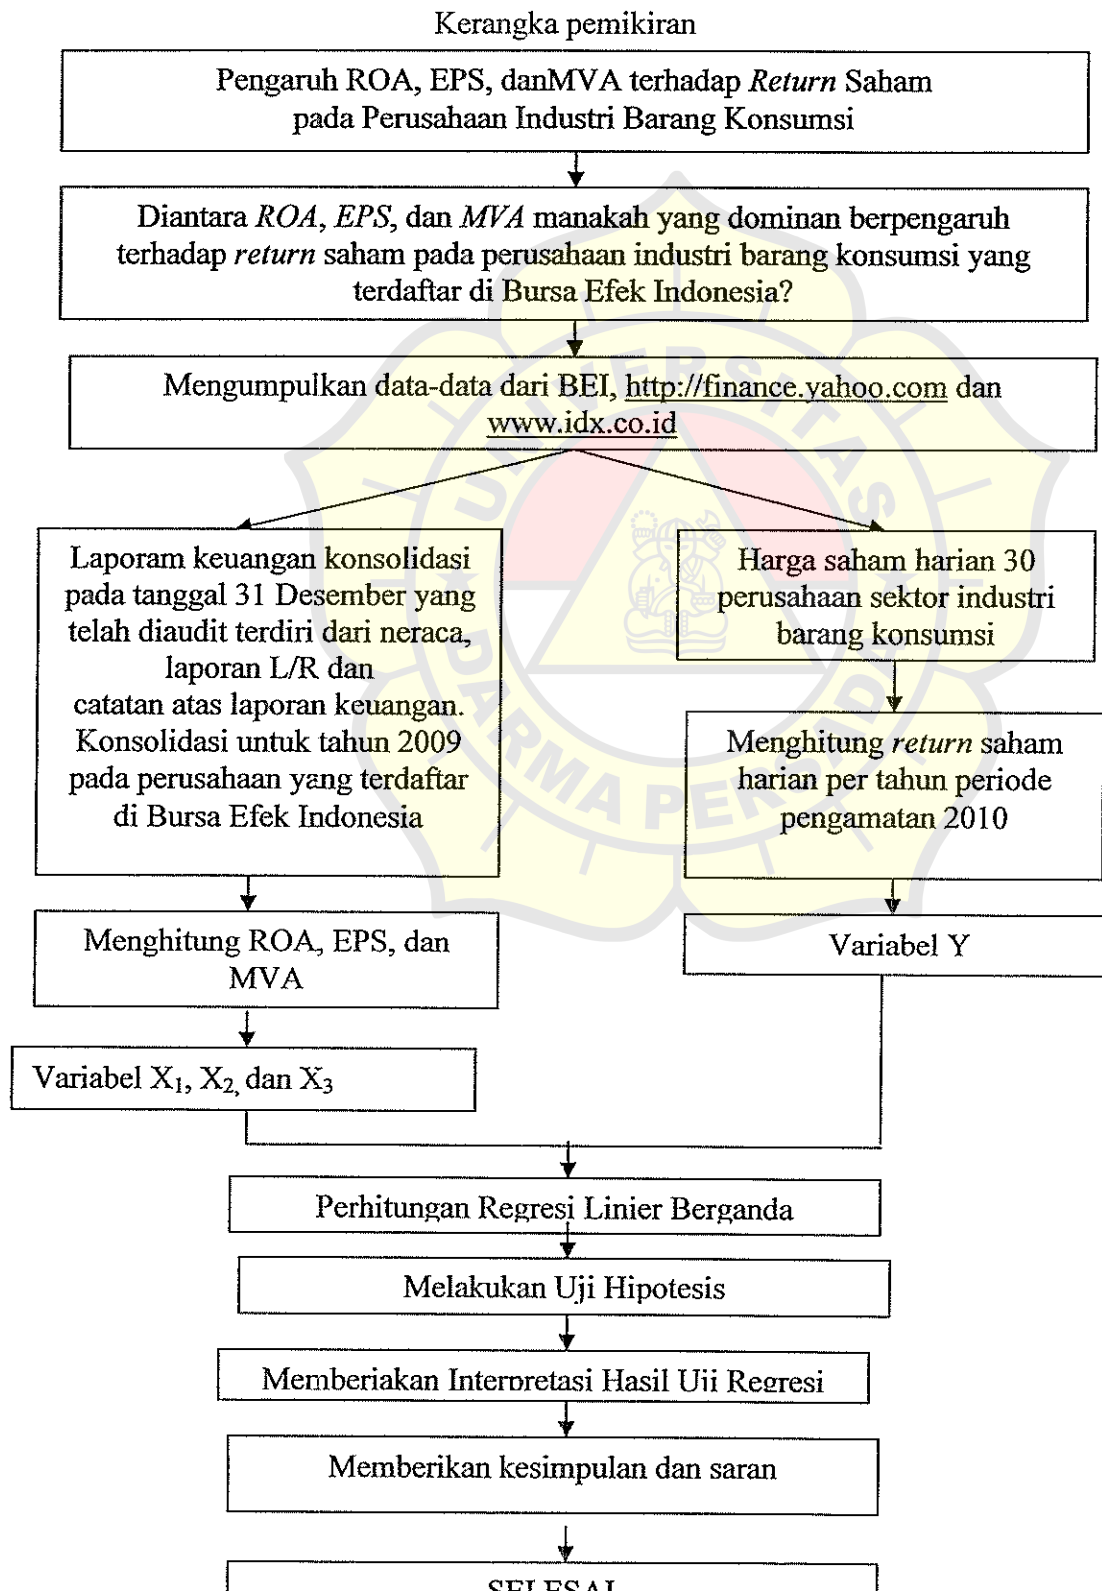 Kerangka pemikiran
Pengaruh ROA, EPS, danMVA terhadap Return Saham
pada Perusahaan Industri Barang Konsumsi
Diantara ROA, EPS, dan MVA manakah yang dominan berpengaruh
terhadap return saham pada perusahaan industri barang konsumsi yang
terdaftar di Bursa Efek Indonesia?
Mengumpulkan data-data dari BEI, http://finance.yahoo.com dan
www.idx.co.id
Laporam keuangan konsolidasi
pada tanggal 31 Desember yang
telah diaudit terdiri dari neraca,
laporan L/R dan
catatan atas laporan keuangan.
Konsolidasi untuk tahun 2009
pada perusahaan yang terdaftar
di Bursa Efek Indonesia
Harga saham harian 30
perusahaan sektor industri
barang konsumsi
Menghitung return saham
harian per tahun periode
pengamatan 2010
Menghitung ROA, EPS, dan
MVA
Variabel Y
Variabel X₁, X₂, dan X₃
Perhitungan Regresi Linier Berganda
Melakukan Uji Hipotesis
Memberiakan Interpretasi Hasil Uji Regresi
Memberikan kesimpulan dan saran
SELESAI
UNIVERSITAS
DARMA PERSADA